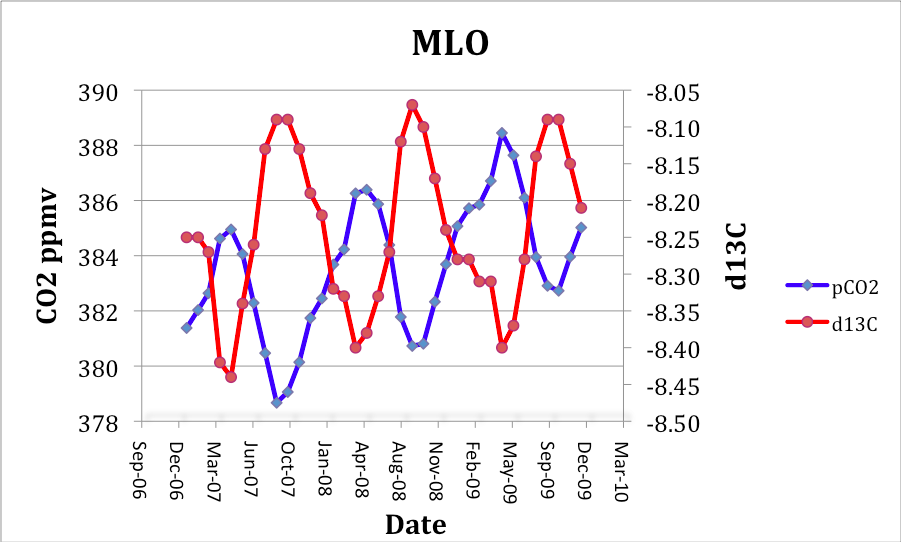 MLO
390
388
386
384
382
380
378
CO2 ppmv
-8.05
-8.10
-8.15
-8.20
-8.25
-8.30
-8.35
-8.40
-8.45
-8.50
d13C
pCO2
d13C
Sep-06
Dec-06
Mar-07
Jun-07
Oct-07
Jan-08
Apr-08
Aug-08
Nov-08
Feb-09
May-09
Sep-09
Dec-09
Mar-10
Date